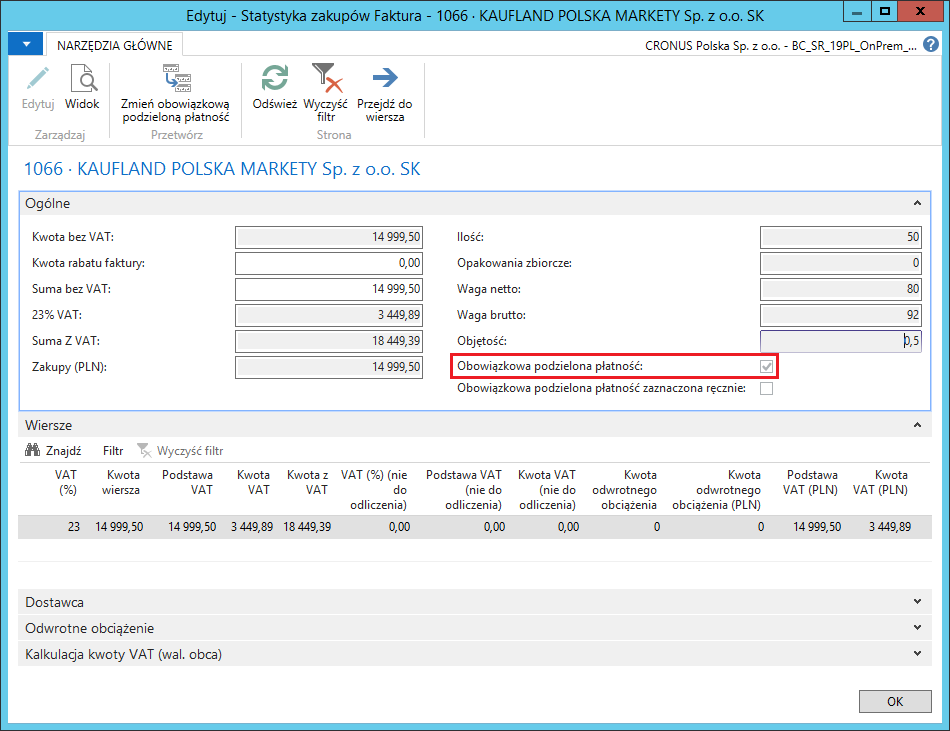 Edytuj - Statystyka zakupów Faktura - 1066 · KAUFLAND POLSKA MARKETY Sp. z o.o. SK
NARZĘDZIA GŁÓWNE
CRONUS Polska Sp. z o.o. - BC_SR_19PL_OnPrem_...
Edytuj
Widok
Zmień obowiązkową
podzieloną płatność
Odśwież
Wyczyść
filtr
Przejdź do
wiersza
Zarządzaj
Przetwórz
Strona
1066 · KAUFLAND POLSKA MARKETY Sp. z o.o. SK
Ogólne
Kwota bez VAT: 14 999,50
Kwota rabatu faktury: 0,00
Suma bez VAT: 14 999,50
23% VAT: 3 449,89
Suma Z VAT: 18 449,39
Zakupy (PLN): 14 999,50
Ilość: 50
Opakowania zbiorcze: 0
Waga netto: 80
Waga brutto: 92
Objętość: 0,5
Obowiązkowa podzielona płatność:
Obowiązkowa podzielona płatność zaznaczona ręcznie:
Wiersze
Znajdź Filtr Wyczyść filtr
VAT
(%)
Kwota
wiersza
Podstawa
VAT
Kwota
VAT
Kwota z
VAT
VAT (%) (nie
do
odliczenia)
Podstawa VAT
(nie do
odliczenia)
Kwota VAT
(nie do
odliczenia)
Kwota
odwrotnego
obciążenia
Kwota
odwrotnego
obciążenia (PLN)
Podstawa
VAT (PLN)
Kwota
VAT (PLN)
23 14 999,50 14 999,50 3 449,89 18 449,39 0,00 0,00 0,00 0 0 14 999,50 3 449,89
Dostawca
Odwrotne obciążenie
Kalkulacja kwoty VAT (wal. obca)
OK